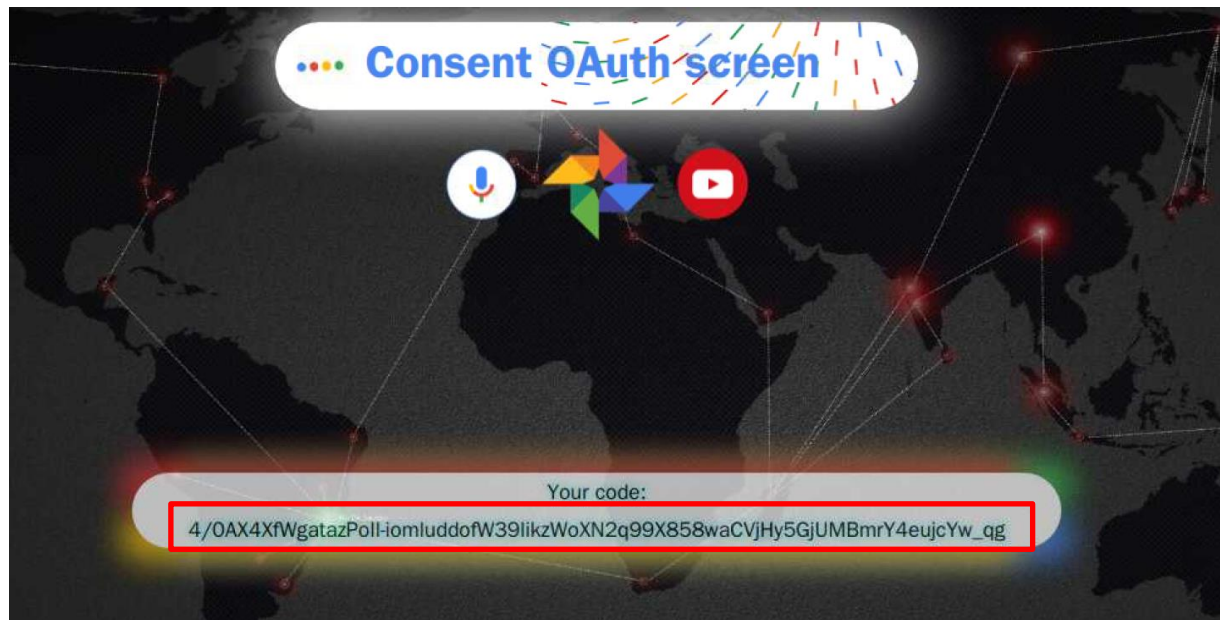 Consent OAuth screen
Your code:
4/0AX4XfWgatazPoll-iomluddofW39likzWoXN2q99X858waCVjHy5GjUMBmrY4eujcYw_qg